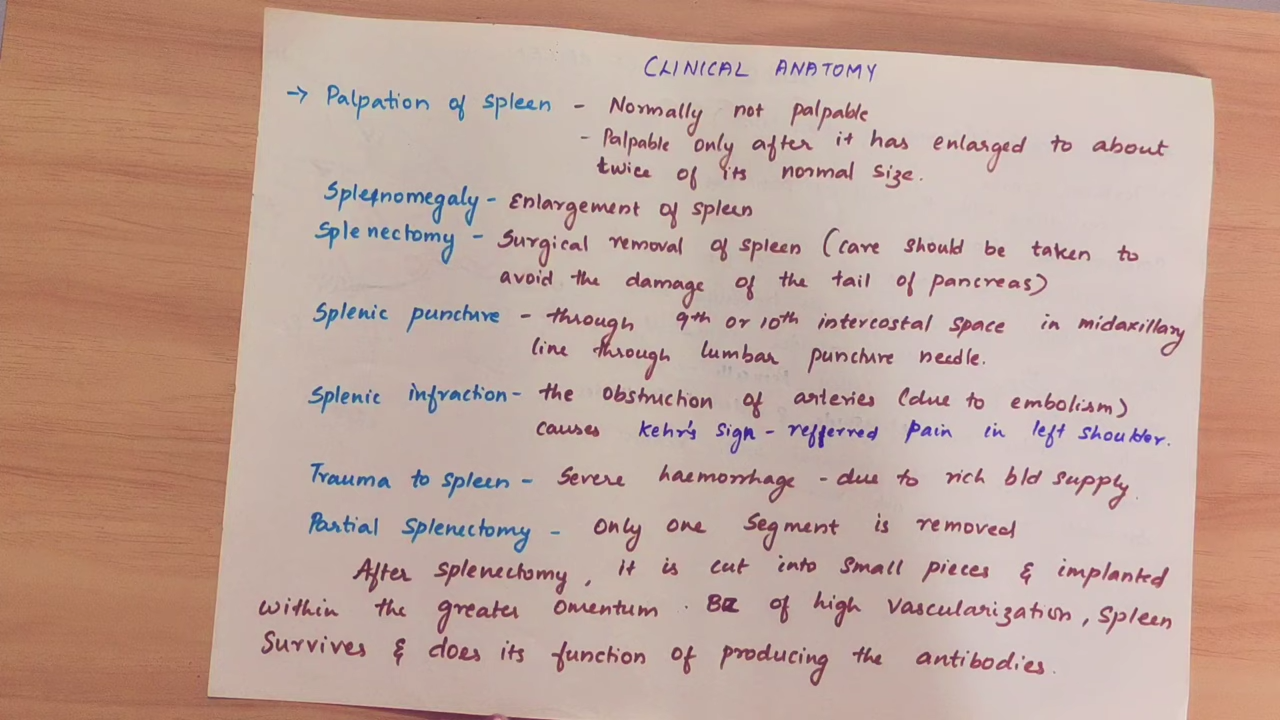 CLINICAL ANATOMY
→ Palpation of spleen - Normally not palpable
- Palpable only after it has enlarged to about
twice of its normal size.
Splenomegaly - Enlargement of spleen
Splenectomy - Surgical removal of spleen (care should be taken to
avoid the damage of the tail of pancreas)
Splenic puncture - through 9th or 10th intercostal space in midaxillary
line through lumbar puncture needle.
Splenic infraction - the obstruction of arteries (due to embolism)
causes Kehr's sign - refferred pain in left shoulder.
Trauma to spleen - Severe haemorrhage - due to rich bld supply.
Partial Splenectomy - Only one segment is removed
After splenectomy, it is cut into small pieces & implanted
within the greater omentum. of high vascularization, spleen
Survives & does its function of producing the antibodies.